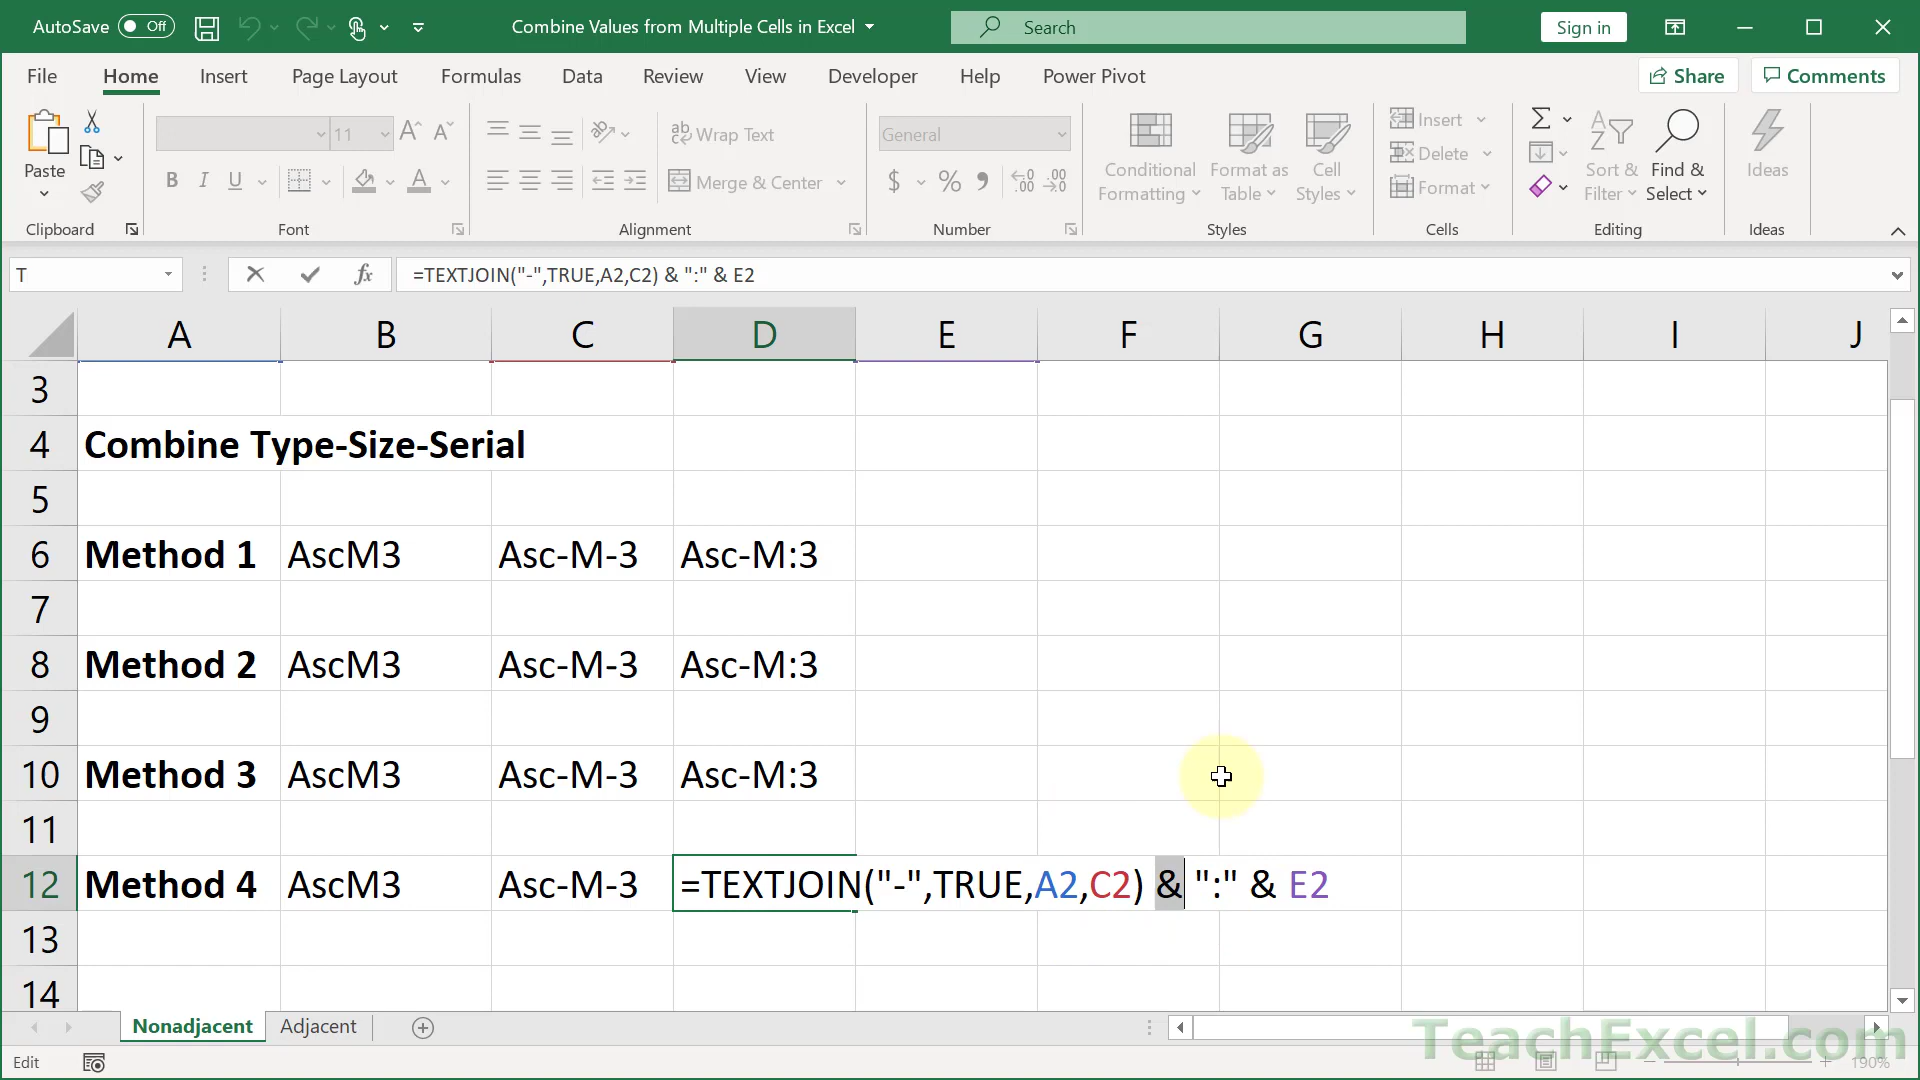 AutoSave Off Combine Values from Multiple Cells in Excel Search Sign in
File Home Insert Page Layout Formulas Data Review View Developer Help Power Pivot Share Comments
Paste 11 A A ab Wrap Text General Conditional Formatting Format as Table Cell Styles Insert Delete Format Sort & Filter Find & Select Ideas
B I U A Merge & Center $ %
Clipboard Font Alignment Number Styles Cells Editing Ideas
T fx =TEXTJOIN("-",TRUE,A2,C2) & ":" & E2
A B C D E F G H I J
3
4 Combine Type-Size-Serial
5
6 Method 1 AscM3 Asc-M-3 Asc-M:3
7
8 Method 2 AscM3 Asc-M-3 Asc-M:3
9
10 Method 3 AscM3 Asc-M-3 Asc-M:3
11
12 Method 4 AscM3 Asc-M-3 =TEXTJOIN("-",TRUE,A2,C2) & ":" & E2
13
14
Nonadjacent Adjacent
TeachExcel.com
Edit 190%